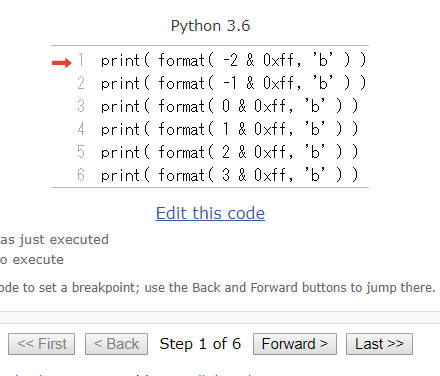 Python 3.6
1 print( format( -2 & 0xff, 'b' ) )
2 print( format( -1 & 0xff, 'b' ) )
3 print( format( 0 & 0xff, 'b' ) )
4 print( format( 1 & 0xff, 'b' ) )
5 print( format( 2 & 0xff, 'b' ) )
6 print( format( 3 & 0xff, 'b' ) )
Edit this code
as just executed
o execute
ode to set a breakpoint; use the Back and Forward buttons to jump there.
<< First < Back Step 1 of 6 Forward > Last >>